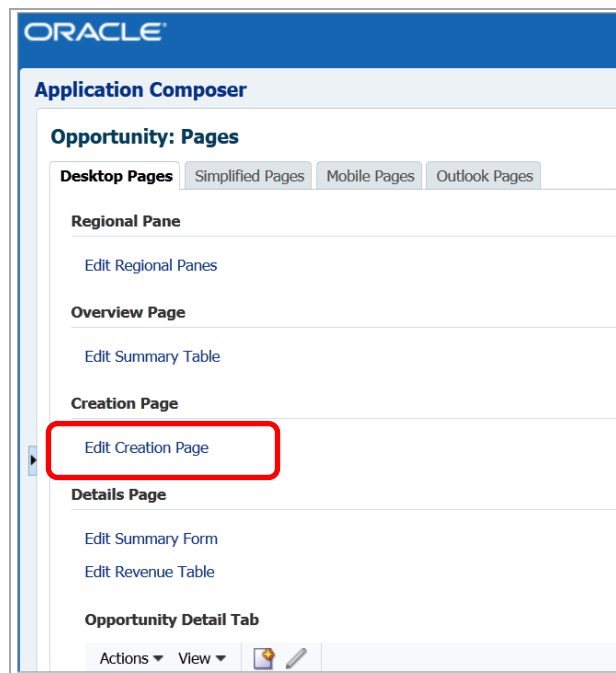 ORACLE
Application Composer
Opportunity: Pages
Desktop Pages Simplified Pages Mobile Pages Outlook Pages
Regional Pane
Edit Regional Panes
Overview Page
Edit Summary Table
Creation Page
Edit Creation Page
Details Page
Edit Summary Form
Edit Revenue Table
Opportunity Detail Tab
Actions View